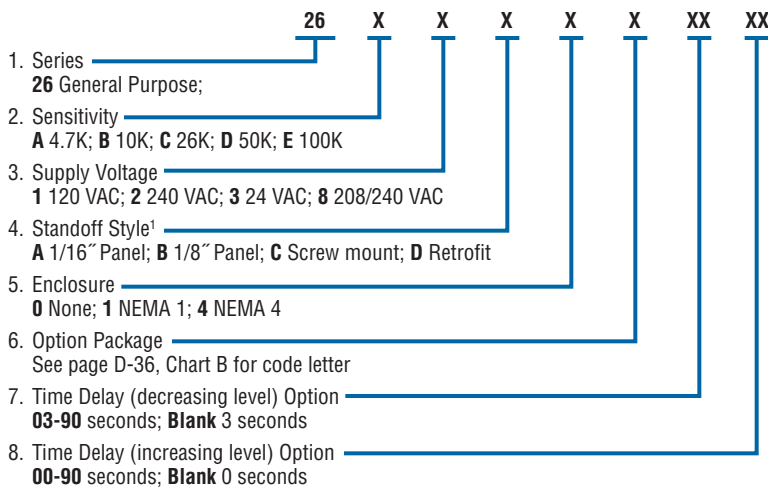 26 X X X X X XX XX
1. Series
26 General Purpose;
2. Sensitivity
A 4.7K; B 10K; C 26K; D 50K; E 100K
3. Supply Voltage
1 120 VAC; 2 240 VAC; 3 24 VAC; 8 208/240 VAC
4. Standoff Style¹
A 1/16˝ Panel; B 1/8˝ Panel; C Screw mount; D Retrofit
5. Enclosure
0 None; 1 NEMA 1; 4 NEMA 4
6. Option Package
See page D-36, Chart B for code letter
7. Time Delay (decreasing level) Option
03-90 seconds; Blank 3 seconds
8. Time Delay (increasing level) Option
00-90 seconds; Blank 0 seconds